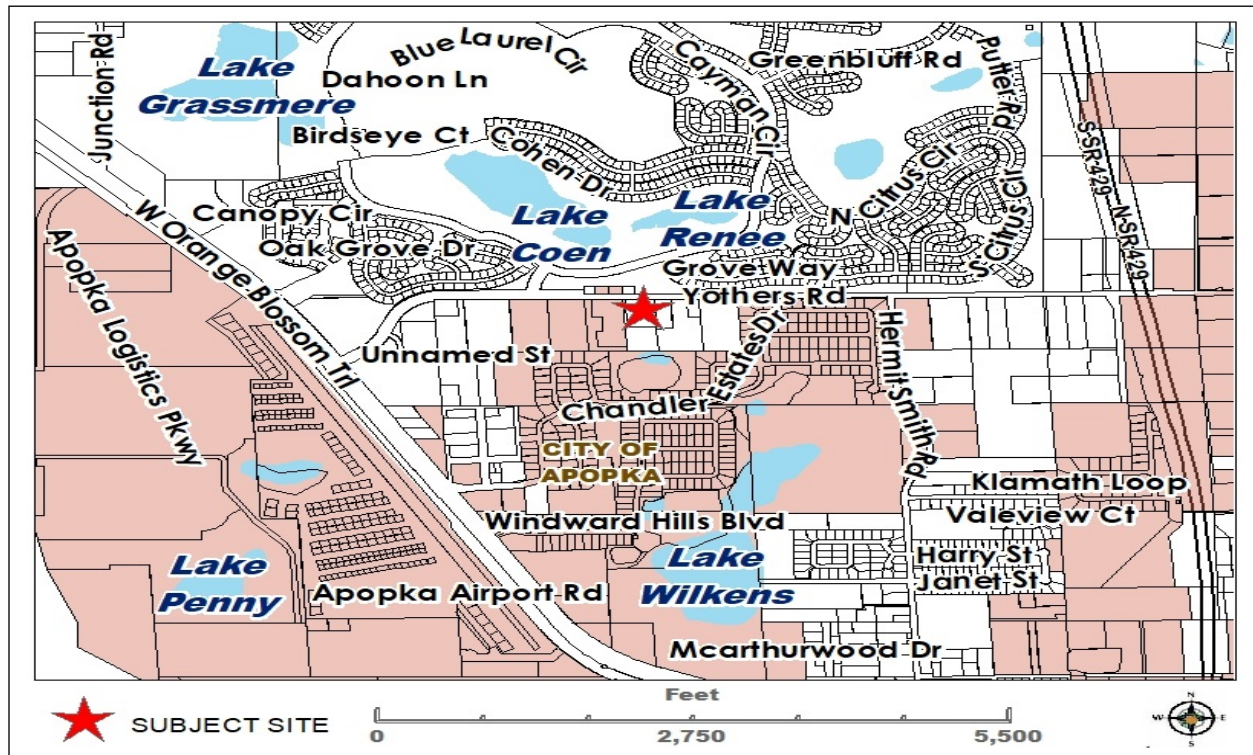 Junction Rd
Lake
Grassmere
Blue Laurel Cir
Dahoon Ln
Birdseye Ct
Cohen Dr
Cayman Cir
Greenbluff Rd
Putter Rd
S SR 429
N SR 429
Canopy Cir
Oak Grove Dr
Lake
Coen
Lake
Renee
N Citrus Cir
S Citrus Cir
Grove Way
Yothers Rd
W Orange Blossom Trl
Apopka Logistics Pkwy
Unnamed St
Chandler Estates Dr
Hermit Smith Rd
CITY OF
APOPKA
Klamath Loop
Valeview Ct
Windward Hills Blvd
Harry St
Janet St
Lake
Penny
Apopka Airport Rd
Lake
Wilkens
Mcarthurwood Dr
SUBJECT SITE
Feet
0 2,750 5,500
N
W E
S